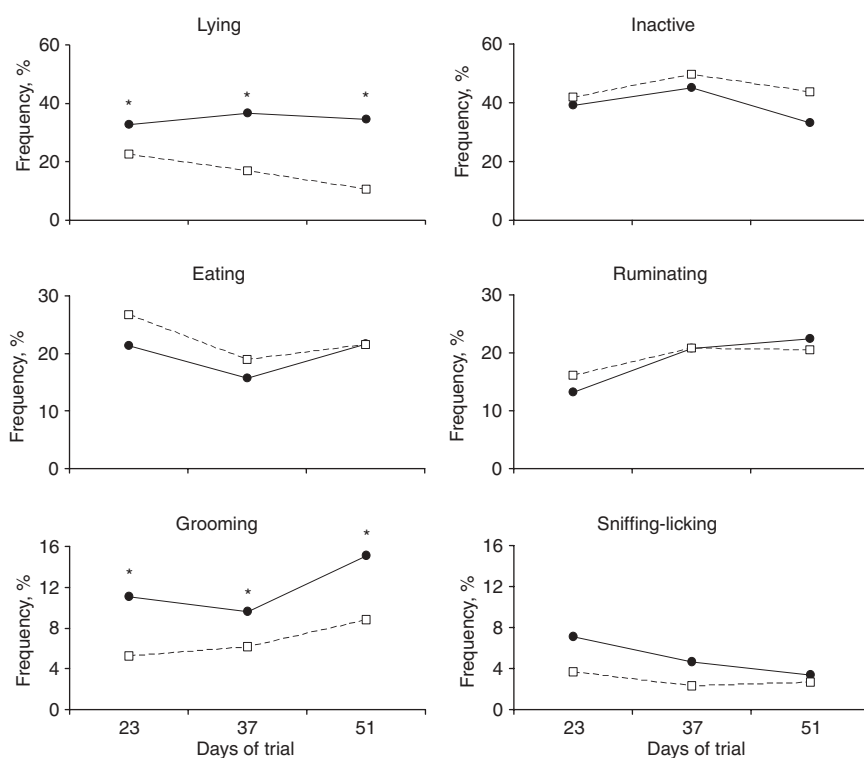 Lying
Frequency, %
60
40
20
0
* * *
Inactive
Frequency, %
60
40
20
0
Eating
Frequency, %
30
20
10
0
Ruminating
Frequency, %
30
20
10
0
Grooming
Frequency, %
16
12
8
4
0
* * *
23 37 51
Days of trial
Sniffing-licking
Frequency, %
16
12
8
4
0
23 37 51
Days of trial